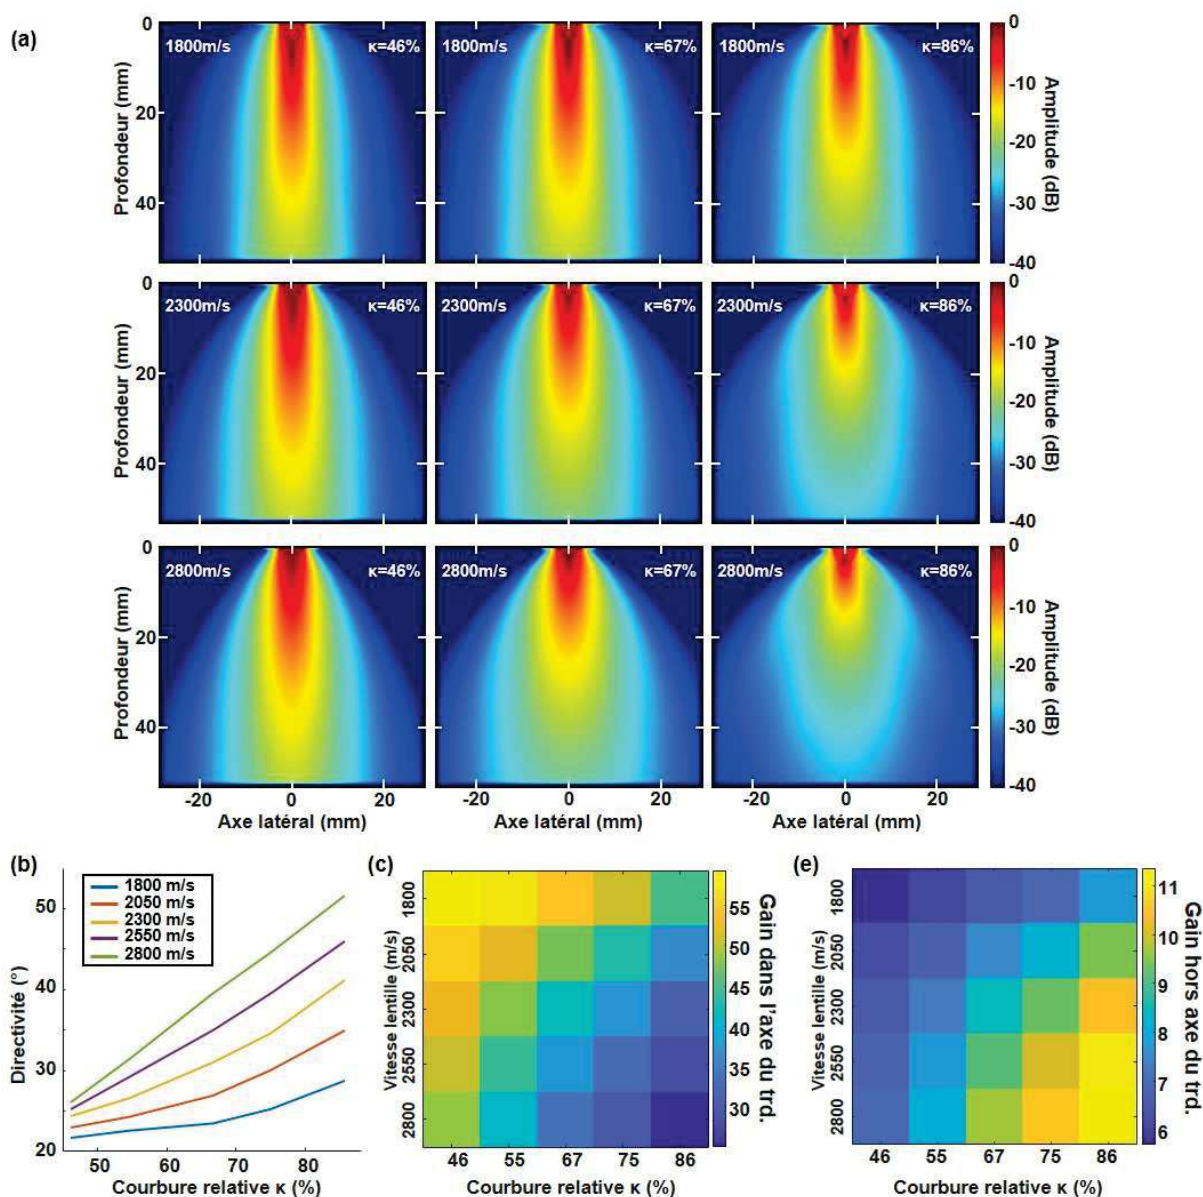 (a)
1800m/s κ=46%
1800m/s κ=67%
1800m/s κ=86%
0
20
40
Profondeur (mm)
0
-10
-20
-30
-40
Amplitude (dB)
2300m/s κ=46%
2300m/s κ=67%
2300m/s κ=86%
0
20
40
Profondeur (mm)
0
-10
-20
-30
-40
Amplitude (dB)
2800m/s κ=46%
2800m/s κ=67%
2800m/s κ=86%
0
20
40
Profondeur (mm)
0
-10
-20
-30
-40
Amplitude (dB)
-20 0 20
-20 0 20
-20 0 20
Axe latéral (mm)
Axe latéral (mm)
Axe latéral (mm)
(b)
1800 m/s
2050 m/s
2300 m/s
2550 m/s
2800 m/s
50
40
30
20
Directivité (°)
50 60 70 80
Courbure relative κ (%)
(c)
1800
2050
2300
2550
2800
Vitesse lentille (m/s)
46 55 67 75 86
Courbure relative κ (%)
55
50
45
40
35
30
Gain dans l'axe du trd.
(e)
1800
2050
2300
2550
2800
Vitesse lentille (m/s)
46 55 67 75 86
Courbure relative κ (%)
11
10
9
8
7
6
Gain hors axe du trd.